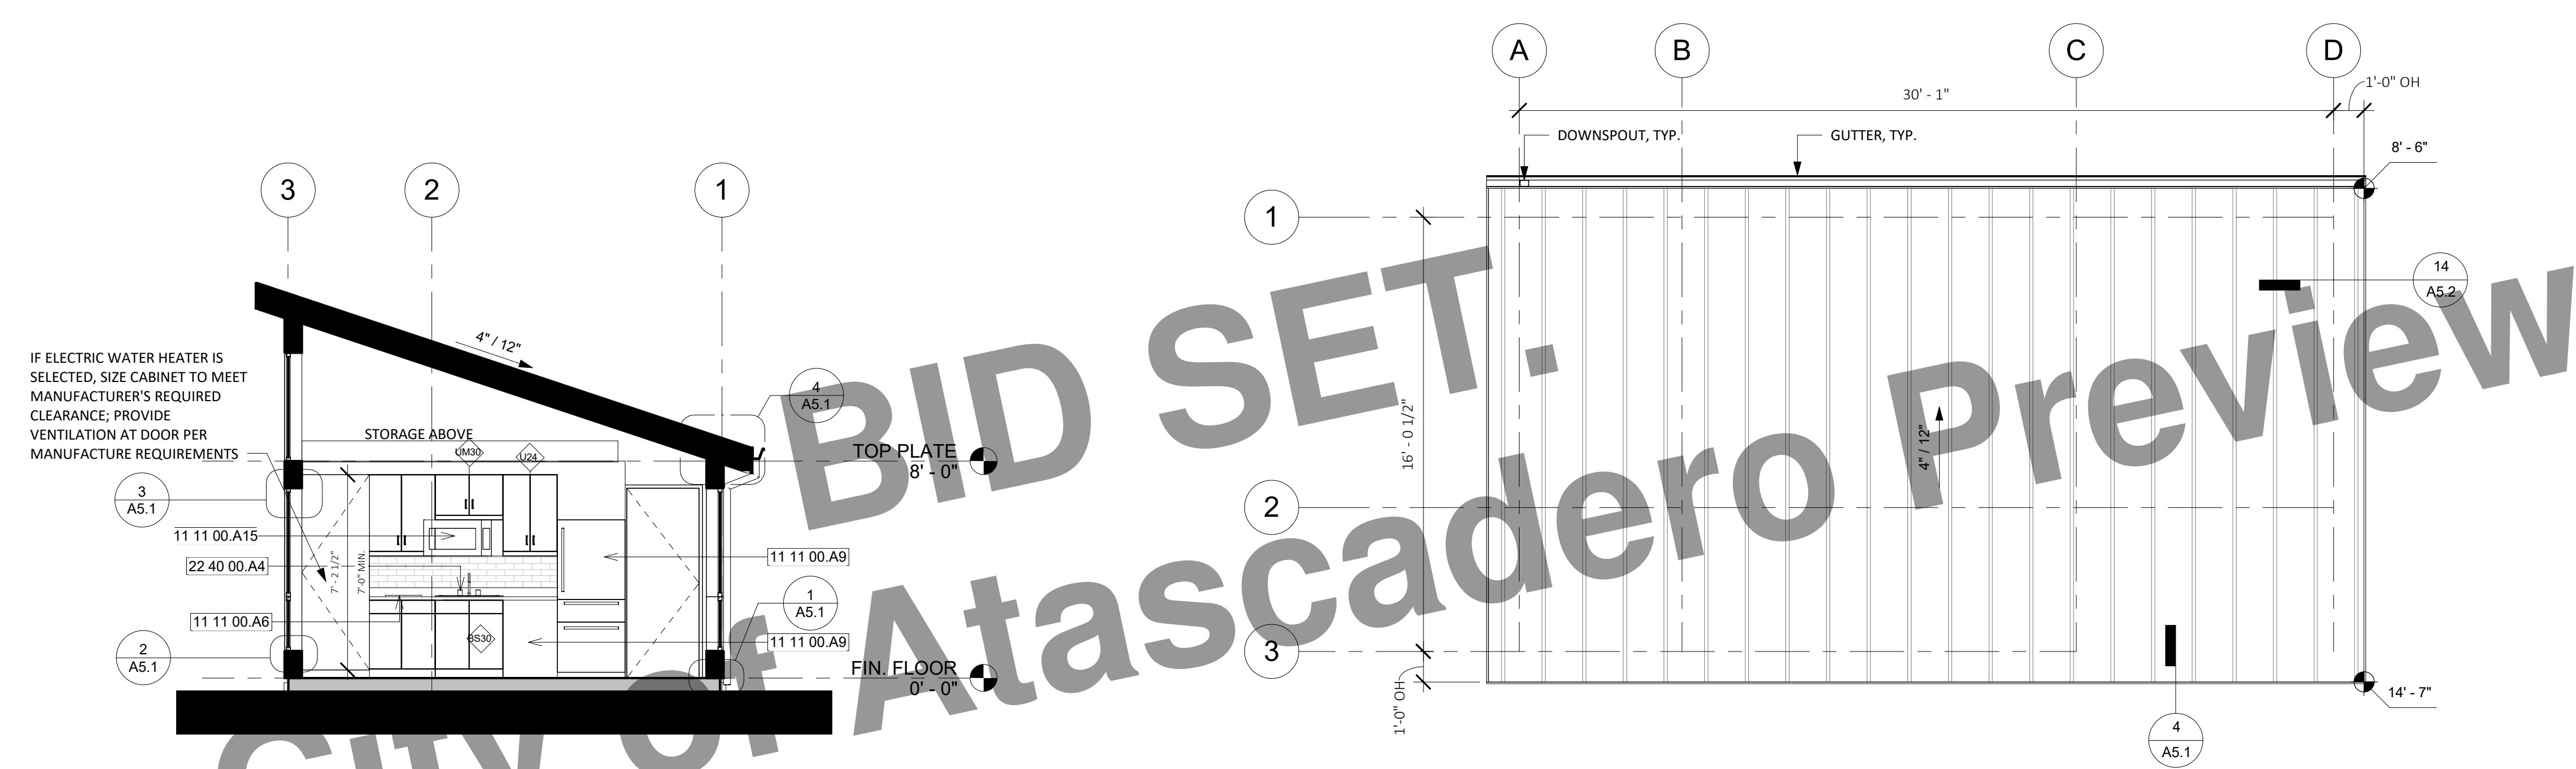 3
2
1
4" / 12"
IF ELECTRIC WATER HEATER IS
SELECTED, SIZE CABINET TO MEET
MANUFACTURER'S REQUIRED
CLEARANCE; PROVIDE
VENTILATION AT DOOR PER
MANUFACTURE REQUIREMENTS
STORAGE ABOVE
UM30
U24
4
A5.1
TOP PLATE
8' - 0"
3
A5.1
11 11 00.A15
22 40 00.A4
11 11 00.A6
2
A5.1
7' - 2 1/2"
7'-0" MIN.
BS30
11 11 00.A9
1
A5.1
11 11 00.A9
FIN. FLOOR
0' - 0"
A
B
C
D
30' - 1"
1'-0" OH
DOWNSPOUT, TYP.
GUTTER, TYP.
8' - 6"
1
2
3
16' - 0 1/2"
1'-0" OH
4" / 12"
14
A5.2
14' - 7"
4
A5.1
BID SET.
City of Atascadero Preview